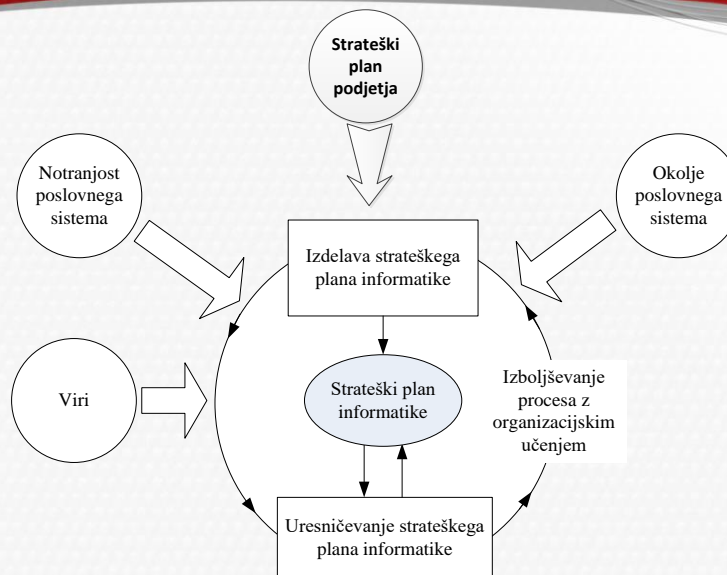 Strateški
plan
podjetja
Notranjost
poslovnega
sistema
Okolje
poslovnega
sistema
Izdelava strateškega
plana informatike
Viri
Strateški plan
informatike
Izboljševanje
procesa z
organizacijskim
učenjem
Uresničevanje strateškega
plana informatike